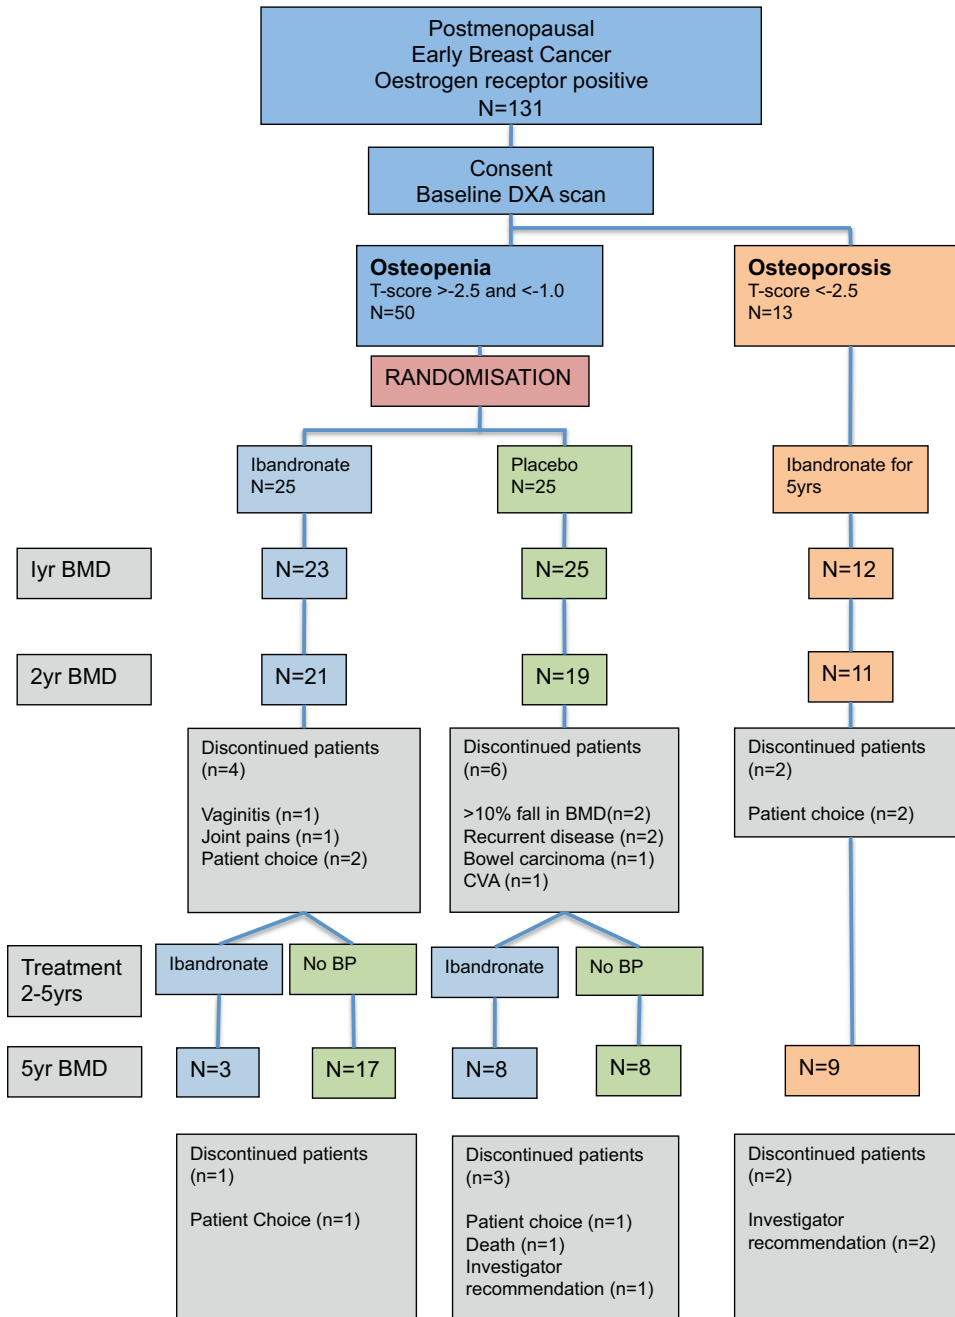 Postmenopausal
Early Breast Cancer
Oestrogen receptor positive
N=131
Consent
Baseline DXA scan
Osteopenia
T-score >-2.5 and <-1.0
N=50
Osteoporosis
T-score <-2.5
N=13
RANDOMISATION
Ibandronate
N=25
Placebo
N=25
Ibandronate for
5yrs
Iyr BMD
N=23
N=25
N=12
2yr BMD
N=21
N=19
N=11
Discontinued patients
(n=4)
Vaginitis (n=1)
Joint pains (n=1)
Patient choice (n=2)
Discontinued patients
(n=6)
>10% fall in BMD(n=2)
Recurrent disease (n=2)
Bowel carcinoma (n=1)
CVA (n=1)
Discontinued patients
(n=2)
Patient choice (n=2)
Treatment
2-5yrs
Ibandronate
No BP
Ibandronate
No BP
5yr BMD
N=3
N=17
N=8
N=8
N=9
Discontinued patients
(n=1)
Patient Choice (n=1)
Discontinued patients
(n=3)
Patient choice (n=1)
Death (n=1)
Investigator
recommendation (n=1)
Discontinued patients
(n=2)
Investigator
recommendation (n=2)